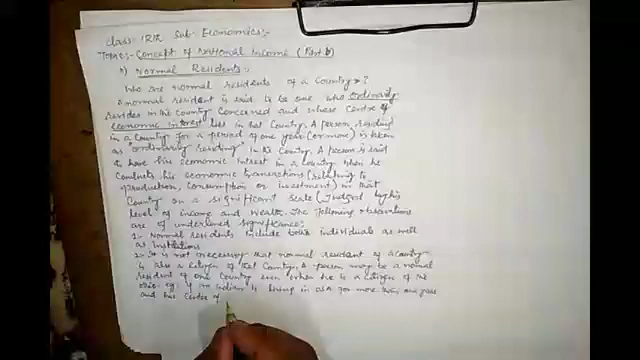 Class: XII Sub: Economics:-
Topic:- Concept of National Income (Part
Normal Residents:-
Who are normal residents of a Country?
A normal resident is said to be one who ordinarily
resides in the Country Concerned and whose Centre of
economic interest lies in that Country. A person residing
in a Country for a period of one year (or more) is taken
as "ordinarily residing" in the Country. A person is said
to have his economic Interest in a country when he
Conducts his economic transactions (relating to
production, Consumption or Investment) in that
Country on a significant Scale (Judged by his
level of income and Wealth. The following observations
are of underlined significance:
1- Normal residents include both individuals as well
as Institutions
2- It is not necessary that normal resident of a Country
is also a citizen of that Country. A person may be a normal
resident of one Country even when he is a citizen of the
other. eg: if an Indian is living in USA for more than one year
and his Centre of